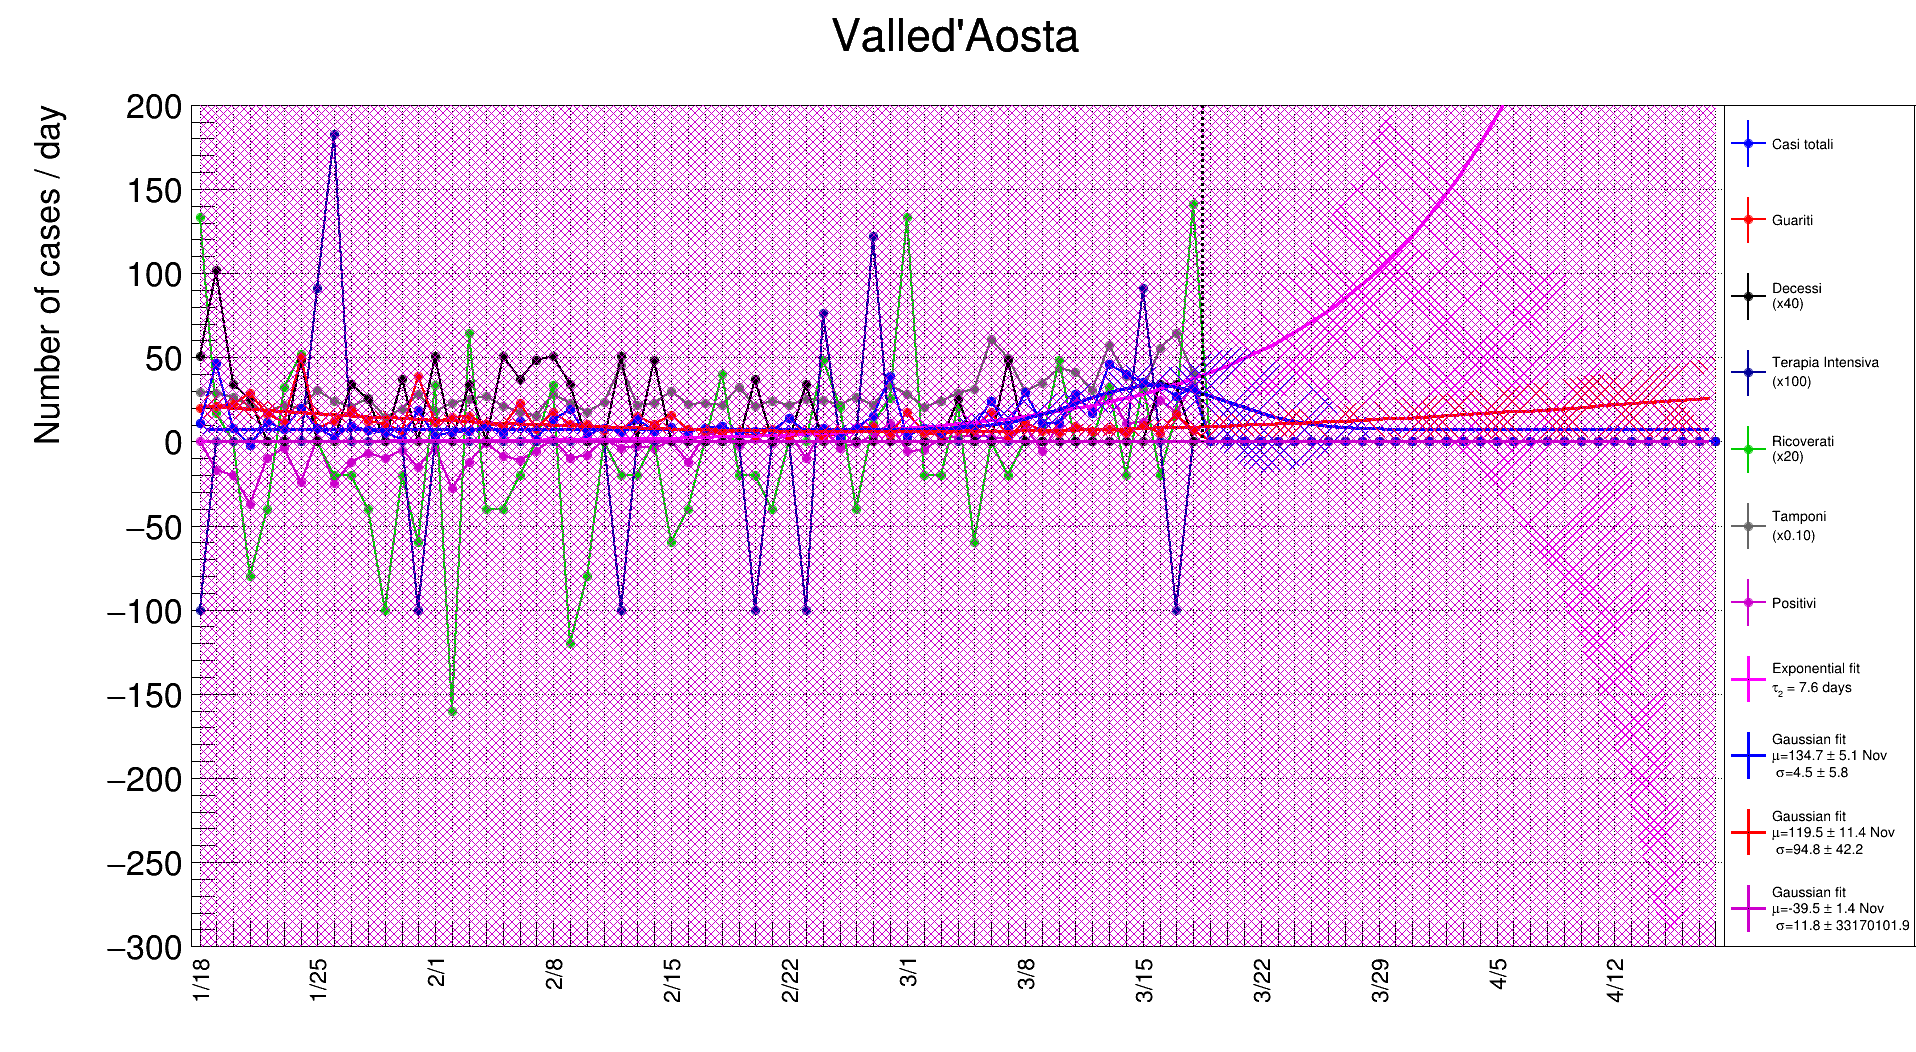 Valled'Aosta
Number of cases / day
200
150
100
50
0
−50
−100
−150
−200
−250
−300
1/18
1/25
2/1
2/8
2/15
2/22
3/1
3/8
3/15
3/22
3/29
4/5
4/12
Casi totali
Guariti
Decessi
(x40)
Terapia Intensiva
(x100)
Ricoverati
(x20)
Tamponi
(x0.10)
Positivi
Exponential fit
τ2 = 7.6 days
Gaussian fit
μ=134.7 ± 5.1 Nov
σ=4.5 ± 5.8
Gaussian fit
μ=119.5 ± 11.4 Nov
σ=94.8 ± 42.2
Gaussian fit
μ=-39.5 ± 1.4 Nov
σ=11.8 ± 33170101.9